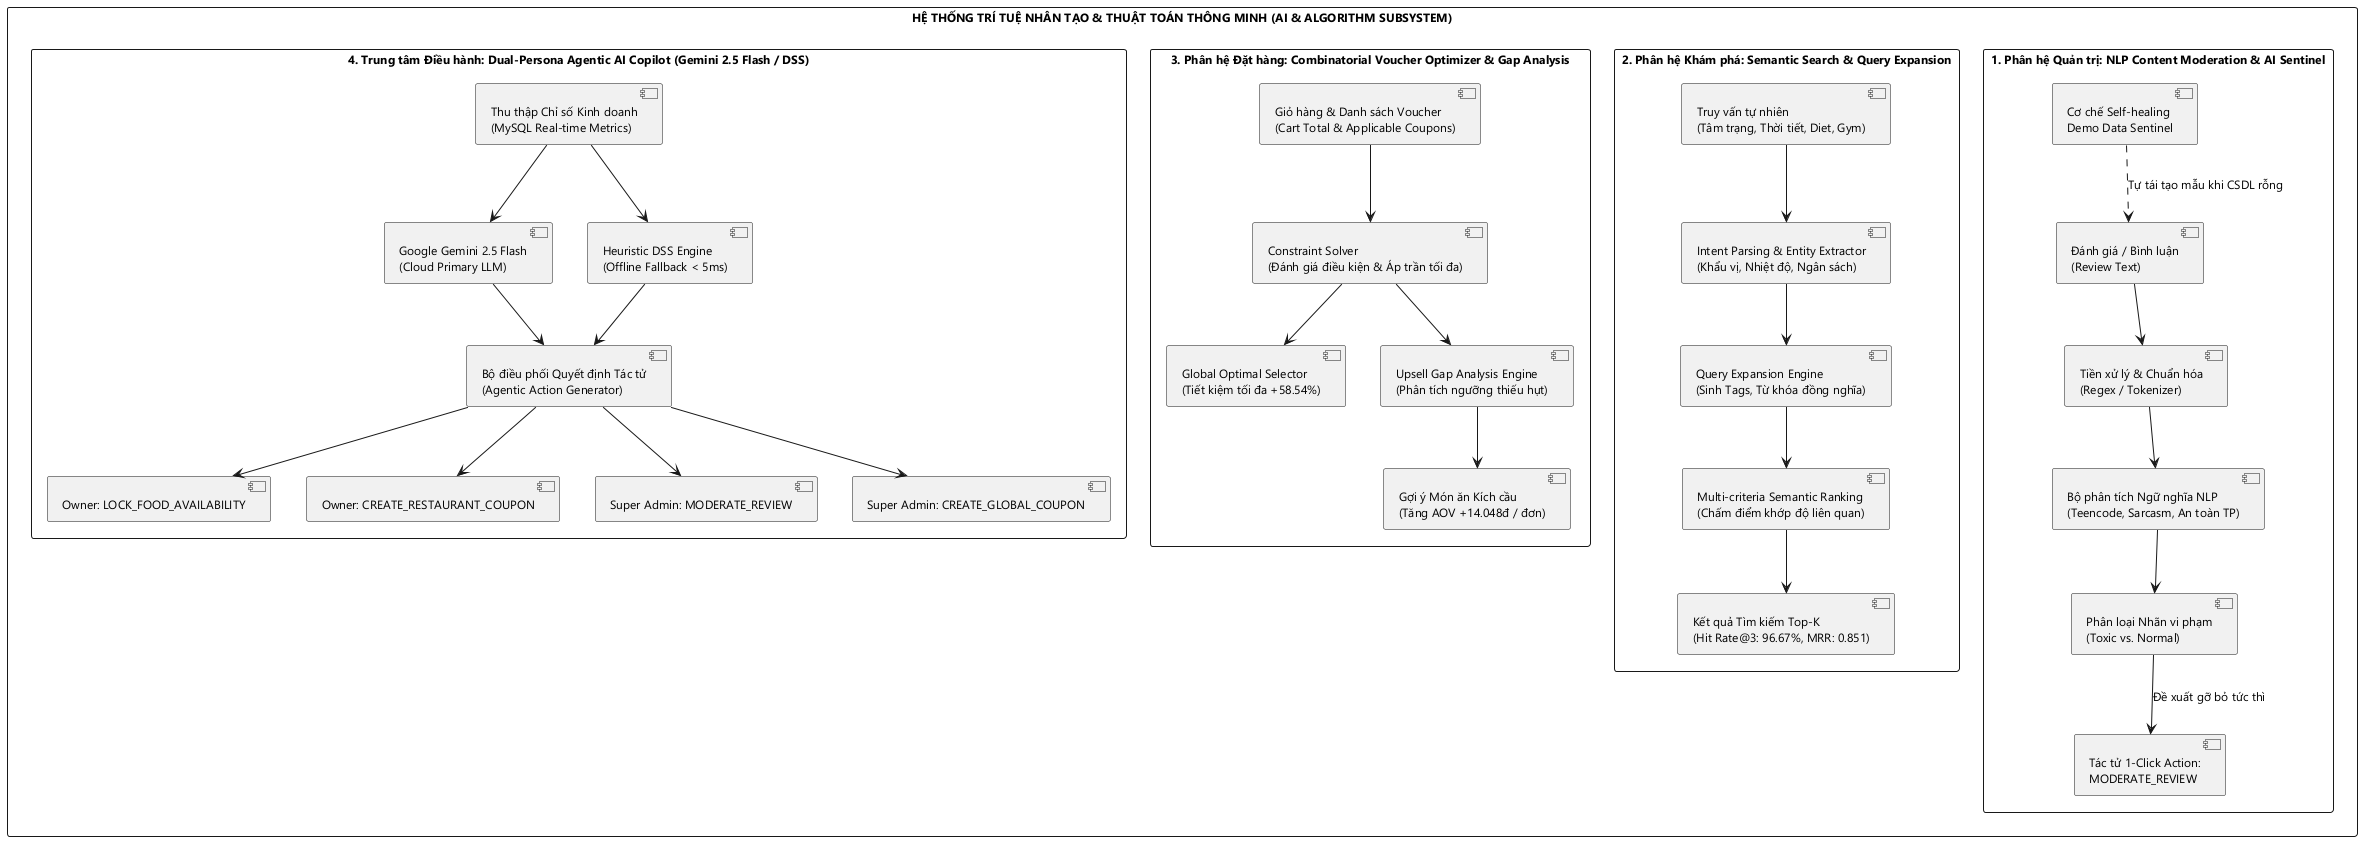 HỆ THỐNG TRÍ TUỆ NHÂN TẠO & THUẬT TOÁN THÔNG MINH (AI & ALGORITHM SUBSYSTEM)
4. Trung tâm Điều hành: Dual-Persona Agentic AI Copilot (Gemini 2.5 Flash / DSS)
Thu thập Chỉ số Kinh doanh
(MySQL Real-time Metrics)
Google Gemini 2.5 Flash
(Cloud Primary LLM)
Heuristic DSS Engine
(Offline Fallback < 5ms)
Bộ điều phối Quyết định Tác tử
(Agentic Action Generator)
Owner: LOCK_FOOD_AVAILABILITY
Owner: CREATE_RESTAURANT_COUPON
Super Admin: MODERATE_REVIEW
Super Admin: CREATE_GLOBAL_COUPON
3. Phân hệ Đặt hàng: Combinatorial Voucher Optimizer & Gap Analysis
Giỏ hàng & Danh sách Voucher
(Cart Total & Applicable Coupons)
Constraint Solver
(Đánh giá điều kiện & Áp trần tối đa)
Global Optimal Selector
(Tiết kiệm tối đa +58.54%)
Upsell Gap Analysis Engine
(Phân tích ngưỡng thiếu hụt)
Gợi ý Món ăn Kích cầu
(Tăng AOV +14.048đ / đơn)
2. Phân hệ Khám phá: Semantic Search & Query Expansion
Truy vấn tự nhiên
(Tâm trạng, Thời tiết, Diet, Gym)
Intent Parsing & Entity Extractor
(Khẩu vị, Nhiệt độ, Ngân sách)
Query Expansion Engine
(Sinh Tags, Từ khóa đồng nghĩa)
Multi-criteria Semantic Ranking
(Chấm điểm khớp độ liên quan)
Kết quả Tìm kiếm Top-K
(Hit Rate@3: 96.67%, MRR: 0.851)
1. Phân hệ Quản trị: NLP Content Moderation & AI Sentinel
Cơ chế Self-healing
Demo Data Sentinel
Tự tái tạo mẫu khi CSDL rỗng
Đánh giá / Bình luận
(Review Text)
Tiền xử lý & Chuẩn hóa
(Regex / Tokenizer)
Bộ phân tích Ngữ nghĩa NLP
(Teencode, Sarcasm, An toàn TP)
Phân loại Nhãn vi phạm
(Toxic vs. Normal)
Đề xuất gỡ bỏ tức thì
Tác tử 1-Click Action:
MODERATE_REVIEW